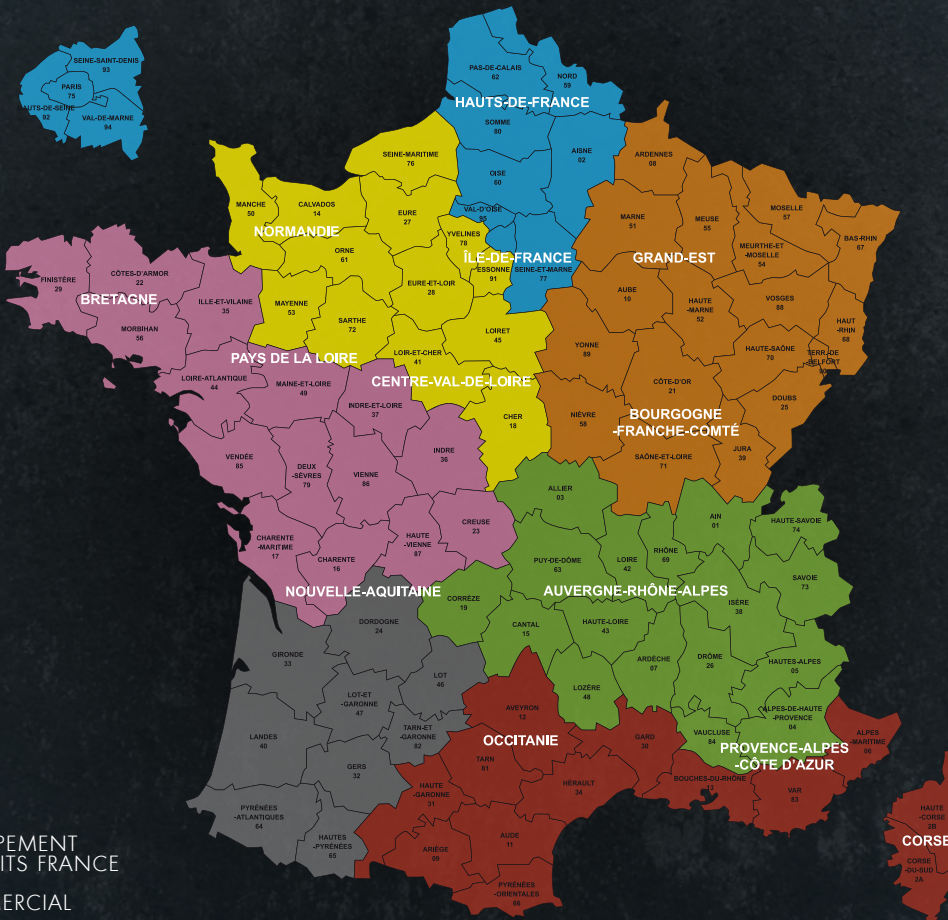 SEINE-SAINT-DENIS
93
PARIS
75
HAUTS-DE-SEINE
92
VAL-DE-MARNE
94
PAS-DE-CALAIS
62
NORD
59
HAUTS-DE-FRANCE
SOMME
80
AISNE
02
OISE
60
SEINE-MARITIME
76
ARDENNES
08
MANCHE
50
CALVADOS
14
EURE
27
VAL-D'OISE
95
MARNE
51
MEUSE
55
MOSELLE
57
BAS-RHIN
67
NORMANDIE
ORNE
61
YVELINES
78
ÎLE-DE-FRANCE
ESSONNE
91
SEINE-ET-MARNE
77
GRAND-EST
MEURTHE-ET
-MOSELLE
54
FINISTÈRE
29
CÔTES-D'ARMOR
22
BRETAGNE
ILLE-ET-VILAINE
35
MORBIHAN
56
MAYENNE
53
SARTHE
72
EURE-ET-LOIR
28
LOIRET
45
AUBE
10
HAUTE
-MARNE
52
VOSGES
88
HAUT
-RHIN
68
PAYS DE LA LOIRE
LOIR-ET-CHER
41
YONNE
89
HAUTE-SAÔNE
70
TERR.-DE
-BELFORT
90
LOIRE-ATLANTIQUE
44
MAINE-ET-LOIRE
49
CENTRE-VAL-DE-LOIRE
CÔTE-D'OR
21
DOUBS
25
INDRE-ET-LOIRE
37
CHER
18
NIÈVRE
58
BOURGOGNE
-FRANCHE-COMTÉ
VENDÉE
85
DEUX
-SÈVRES
79
VIENNE
86
INDRE
36
SAÔNE-ET-LOIRE
71
JURA
39
ALLIER
03
CHARENTE
-MARITIME
17
CHARENTE
16
HAUTE
-VIENNE
87
CREUSE
23
AIN
01
HAUTE-SAVOIE
74
PUY-DE-DÔME
63
LOIRE
42
RHÔNE
69
SAVOIE
73
NOUVELLE-AQUITAINE
AUVERGNE-RHÔNE-ALPES
CORRÈZE
19
ISÈRE
38
DORDOGNE
24
CANTAL
15
HAUTE-LOIRE
43
GIRONDE
33
LOT
46
LOZÈRE
48
ARDÈCHE
07
DRÔME
26
HAUTES-ALPES
05
LOT-ET
-GARONNE
47
AVEYRON
12
ALPES-DE-HAUTE
-PROVENCE
04
LANDES
40
TARN-ET
-GARONNE
82
OCCITANIE
GARD
30
VAUCLUSE
84
PROVENCE-ALPES
-CÔTE D'AZUR
ALPES
-MARITIME
06
GERS
32
TARN
81
HÉRAULT
34
BOUCHES-DU-RHÔNE
13
VAR
83
HAUTE
-GARONNE
31
PYRÉNÉES
-ATLANTIQUES
64
HAUTES
-PYRÉNÉES
65
ARIÈGE
09
AUDE
11
PYRÉNÉES
-ORIENTALES
66
HAUTE
-CORSE
2B
CORSE
CORSE
-DU-SUD
2A
PEMENT
ITS FRANCE
ERCIAL